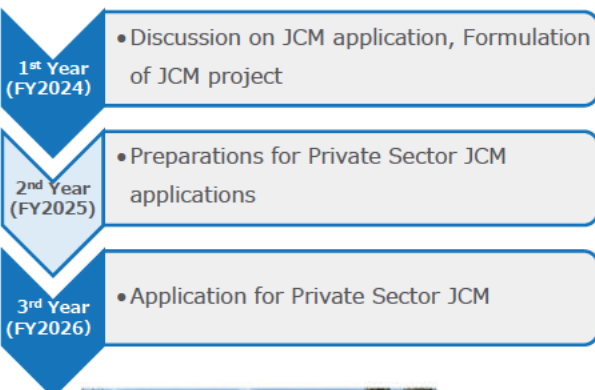 1st Year
(FY2024)
•Discussion on JCM application, Formulation
of JCM project
2nd Year
(FY2025)
•Preparations for Private Sector JCM
applications
3rd Year
(FY2026)
•Application for Private Sector JCM